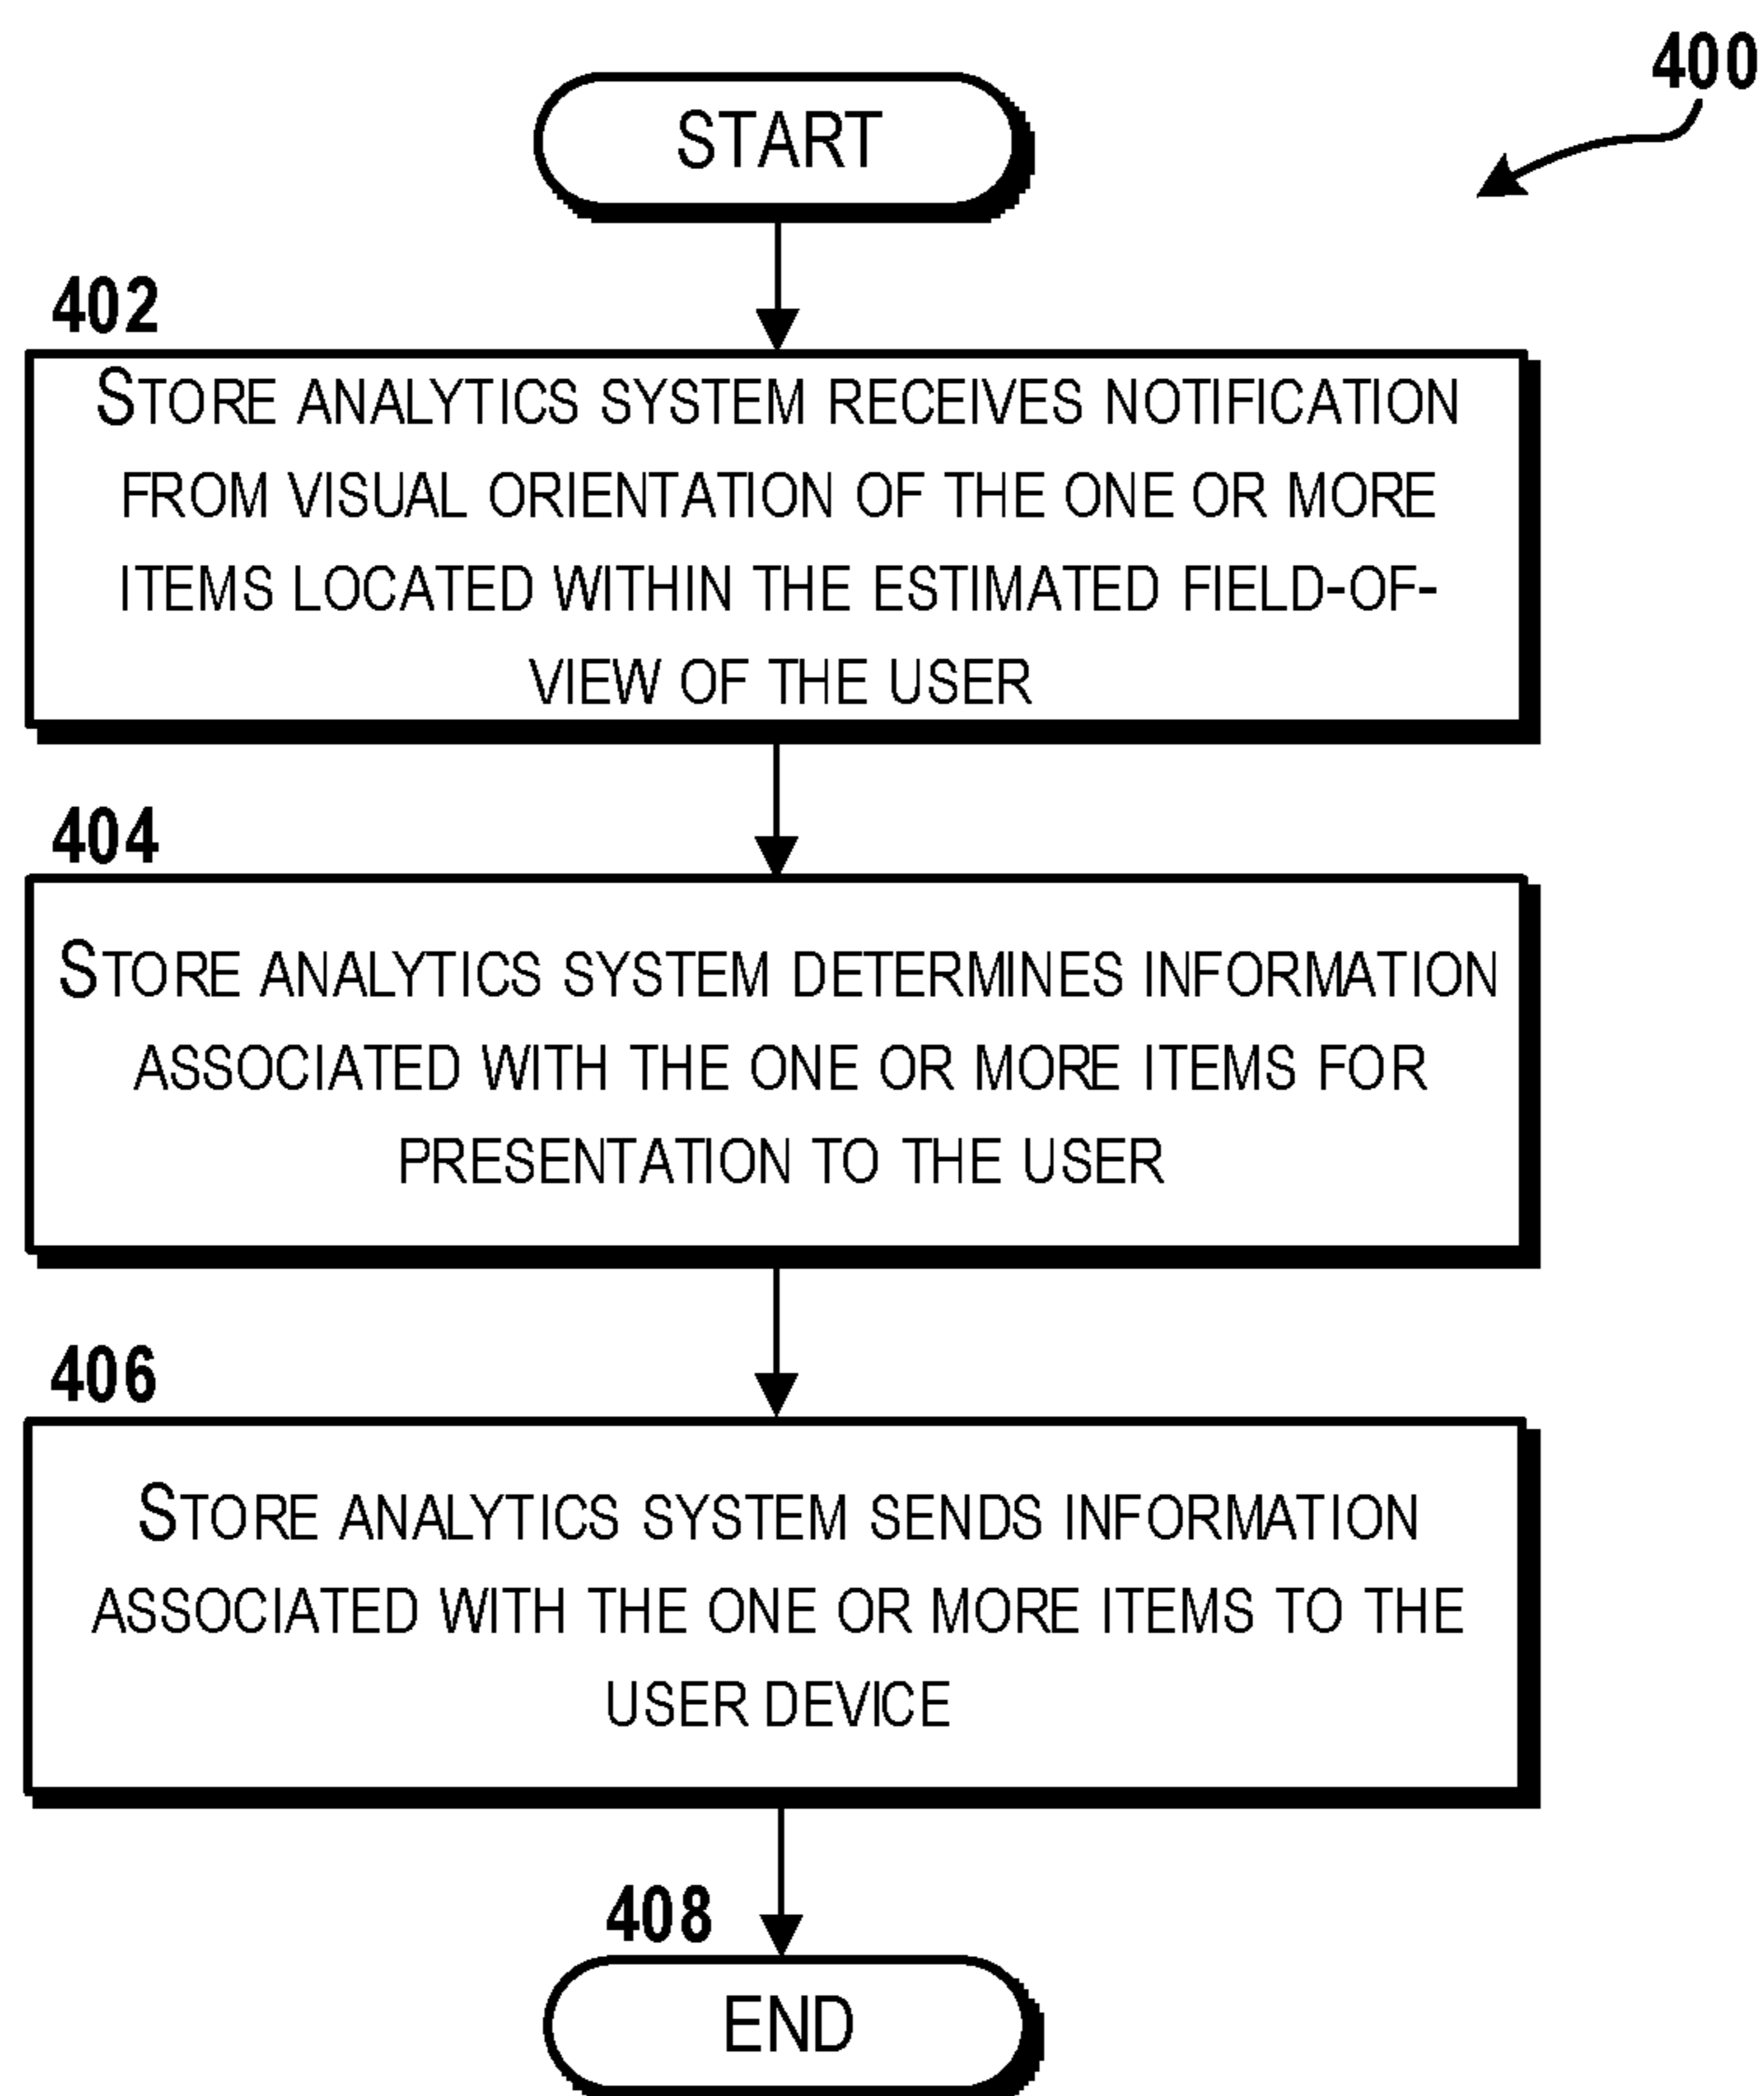 400
START
402
STORE ANALYTICS SYSTEM RECEIVES NOTIFICATION
FROM VISUAL ORIENTATION OF THE ONE OR MORE
ITEMS LOCATED WITHIN THE ESTIMATED FIELD-OF-
VIEW OF THE USER
404
STORE ANALYTICS SYSTEM DETERMINES INFORMATION
ASSOCIATED WITH THE ONE OR MORE ITEMS FOR
PRESENTATION TO THE USER
406
STORE ANALYTICS SYSTEM SENDS INFORMATION
ASSOCIATED WITH THE ONE OR MORE ITEMS TO THE
USER DEVICE
408
END